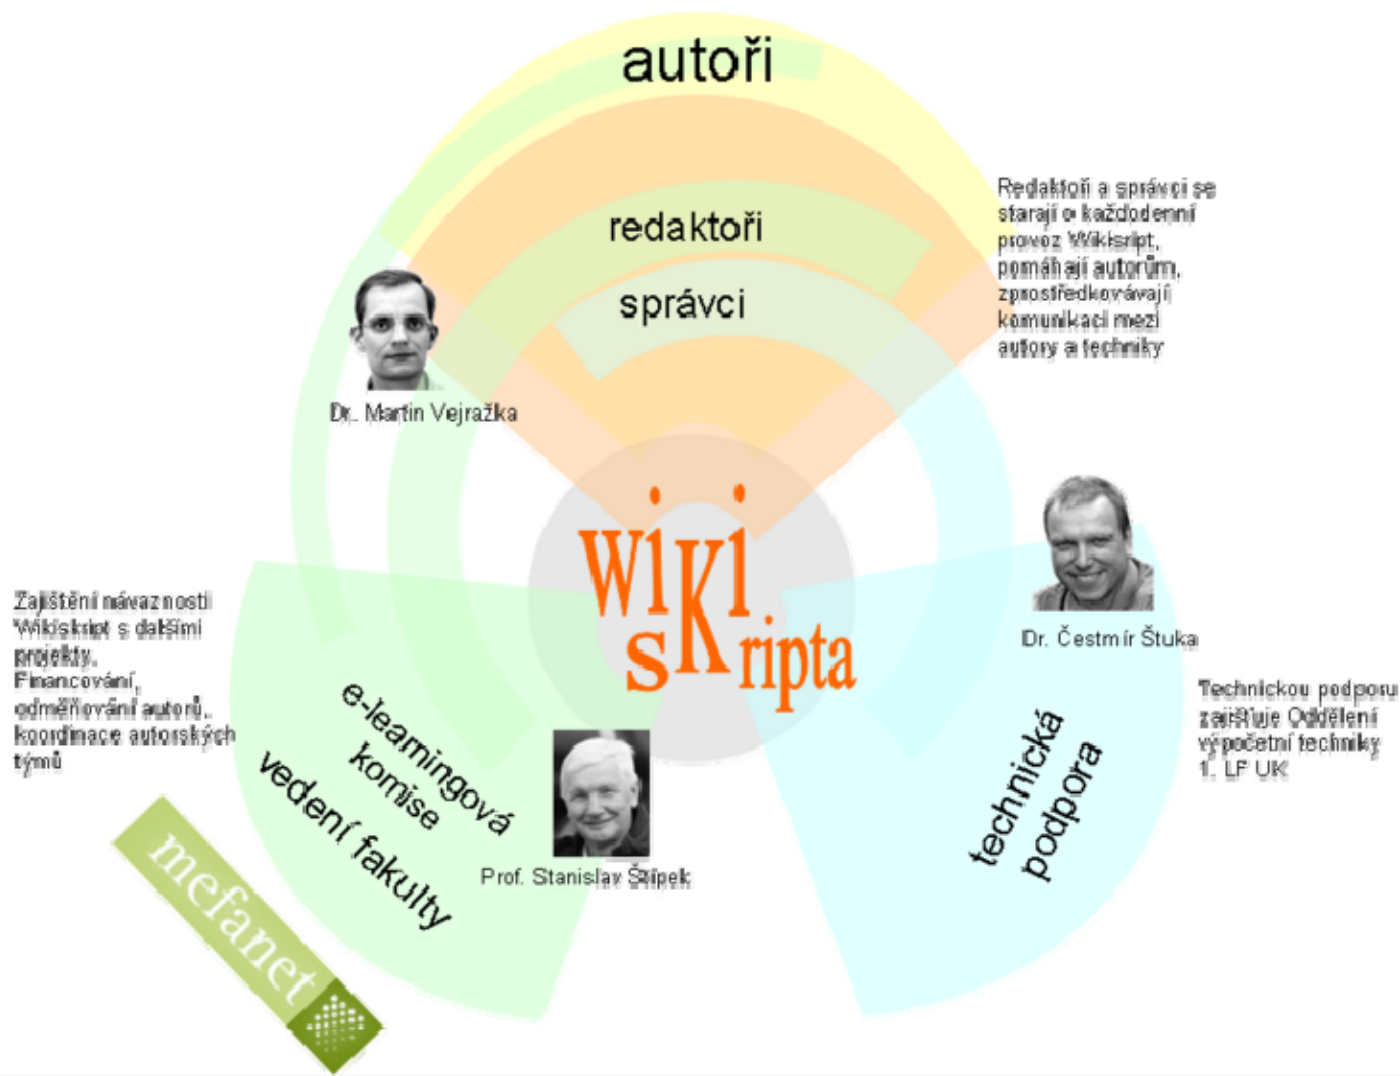 autoři
redaktoři
správci
Redaktoři a správci se
starají o každodenní
provoz Wikisript,
pomáhají autorům,
zprostředkovávají
komunikaci mezi
autory a techniky
Dr. Martin Vejražka
wiki
skripta
Dr. Čestmír Štuka
Zajištění návaznosti
Wikiskript s dalšími
projekty.
Financování,
odměňování autorů,
koordinace autorských
týmů
e-learningová
komise
vedení fakulty
Prof. Stanislav Štípek
technická
podpora
Technickou podporu
zajišťuje Oddělení
výpočetní techniky
1. LF UK
mefanet